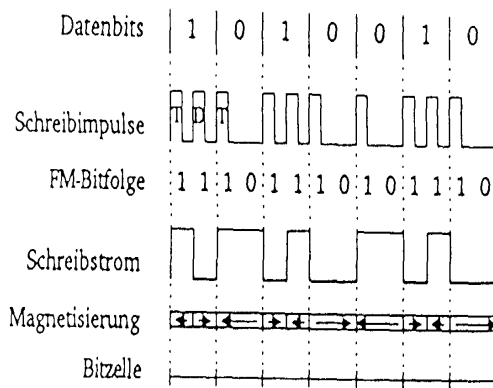 Datenbits 1 0 1 0 0 1 0
Schreibimpulse T D T
FM-Bitfolge 1 1 1 0 1 1 1 0 1 0 1 1 1 0
Schreibstrom
Magnetisierung
Bitzelle